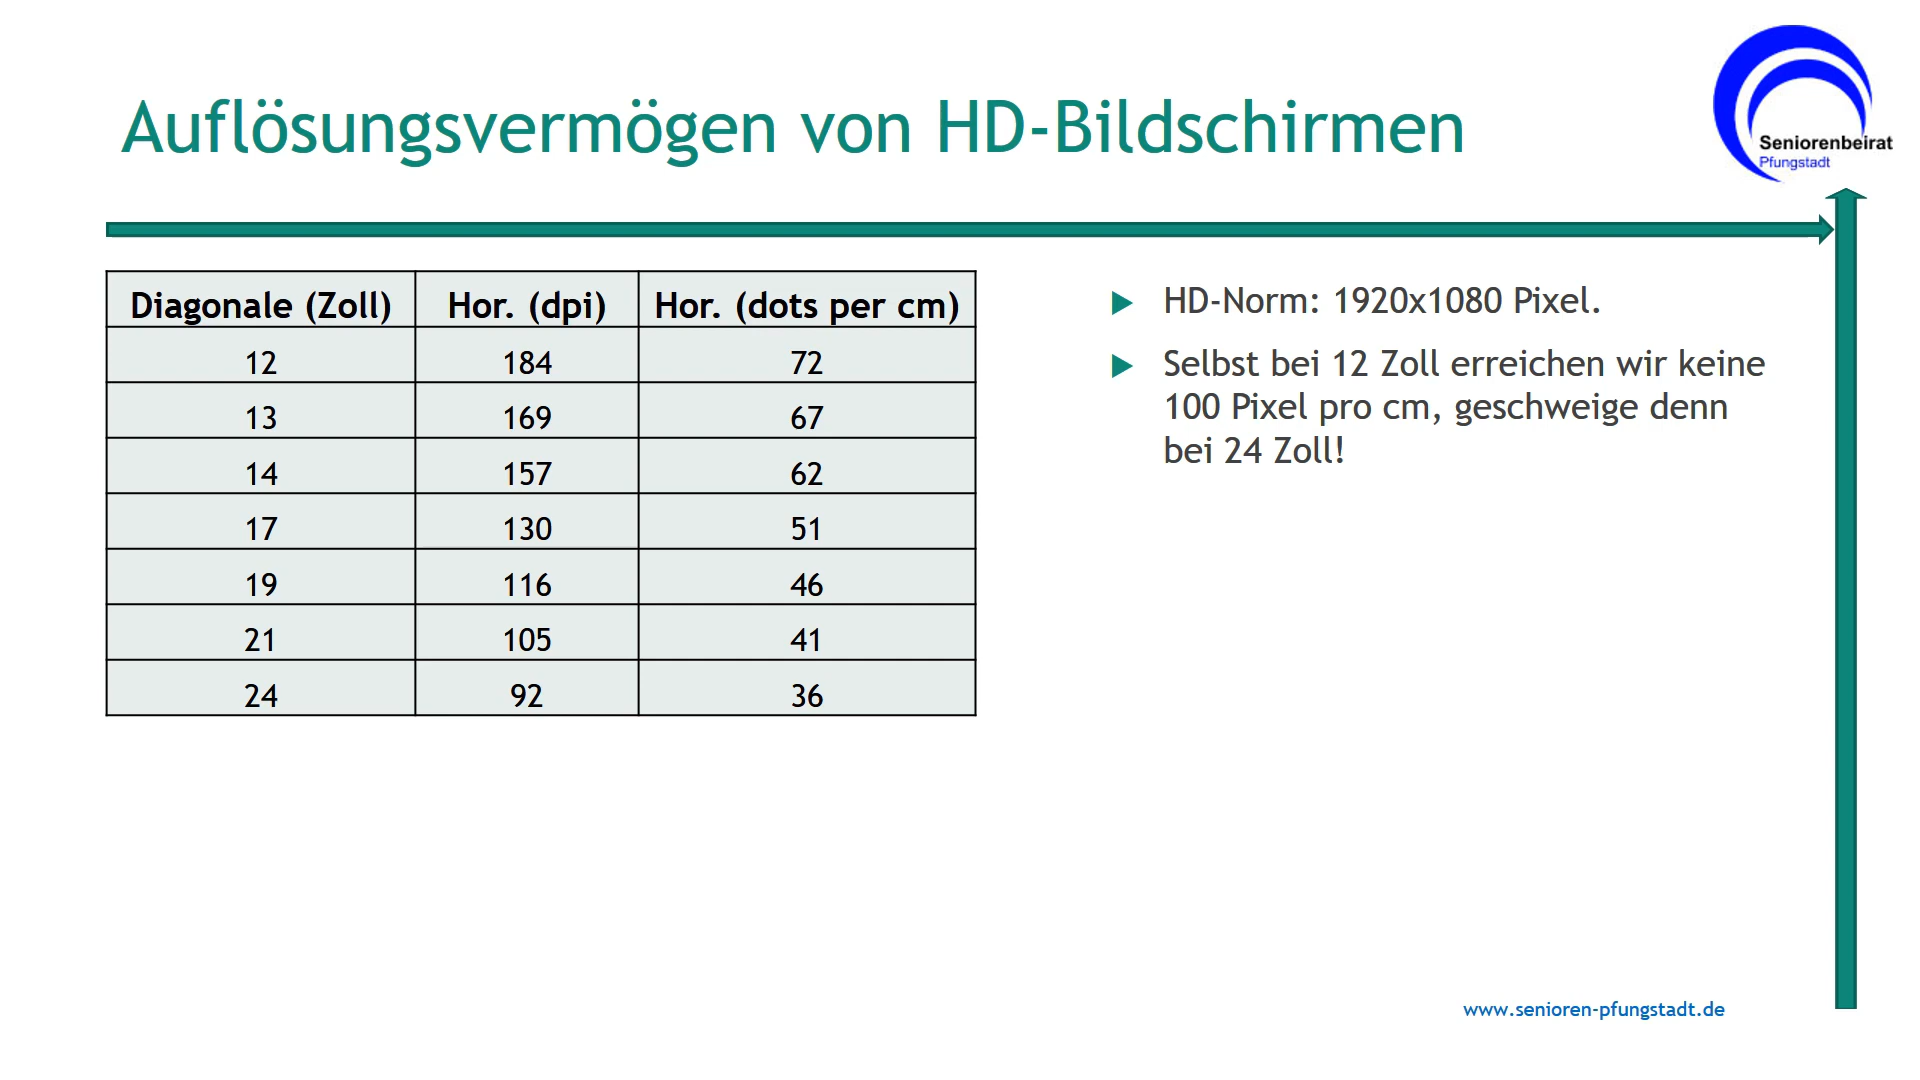 Auflösungsvermögen von HD-Bildschirmen
Seniorenbeirat
Pfungstadt
Diagonale (Zoll) Hor. (dpi) Hor. (dots per cm)
12 184 72
13 169 67
14 157 62
17 130 51
19 116 46
21 105 41
24 92 36
HD-Norm: 1920x1080 Pixel.
Selbst bei 12 Zoll erreichen wir keine
100 Pixel pro cm, geschweige denn
bei 24 Zoll!
www.senioren-pfungstadt.de